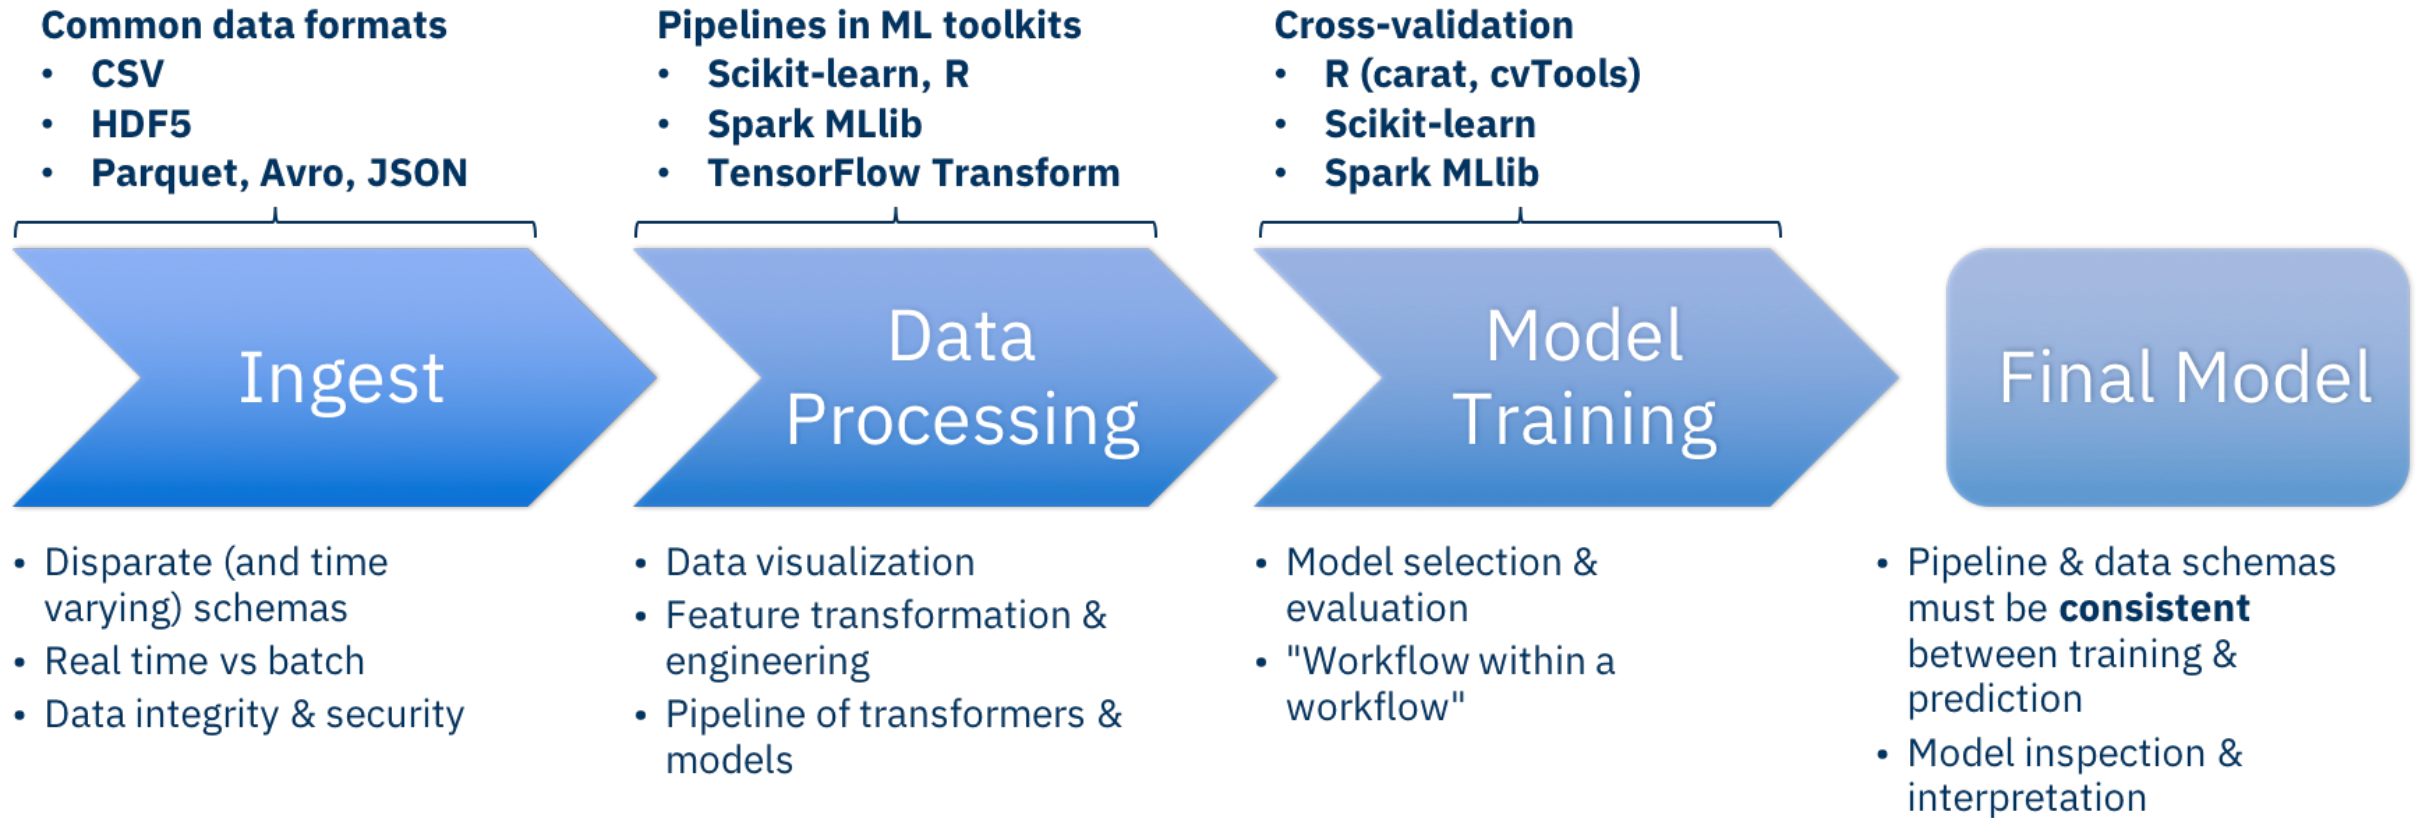 Common data formats
• CSV
• HDF5
• Parquet, Avro, JSON
Pipelines in ML toolkits
• Scikit-learn, R
• Spark MLlib
• TensorFlow Transform
Cross-validation
• R (carat, cvTools)
• Scikit-learn
• Spark MLlib
Ingest
Data
Processing
Model
Training
Final Model
• Disparate (and time
varying) schemas
• Real time vs batch
• Data integrity & security
• Data visualization
• Feature transformation &
engineering
• Pipeline of transformers &
models
• Model selection &
evaluation
• "Workflow within a
workflow"
• Pipeline & data schemas
must be consistent
between training &
prediction
• Model inspection &
interpretation